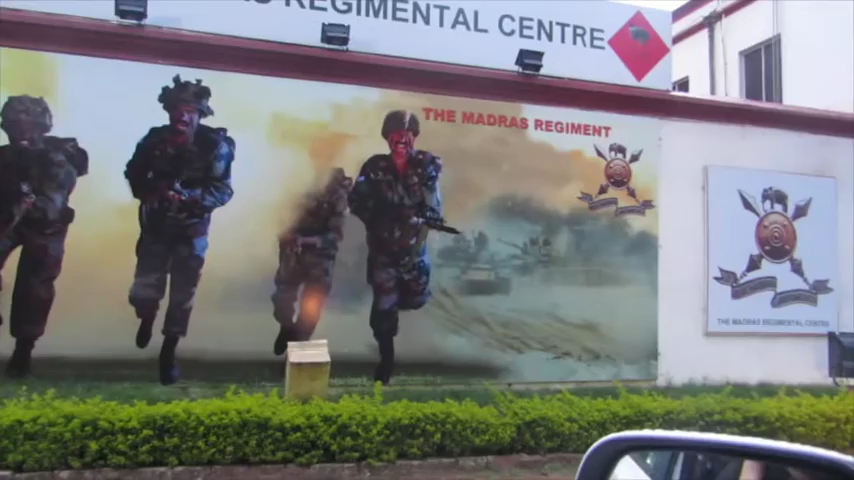 REGIMENTAL CENTRE
THE MADRAS REGIMENT
THE MADRAS REGIMENTAL CENTRE